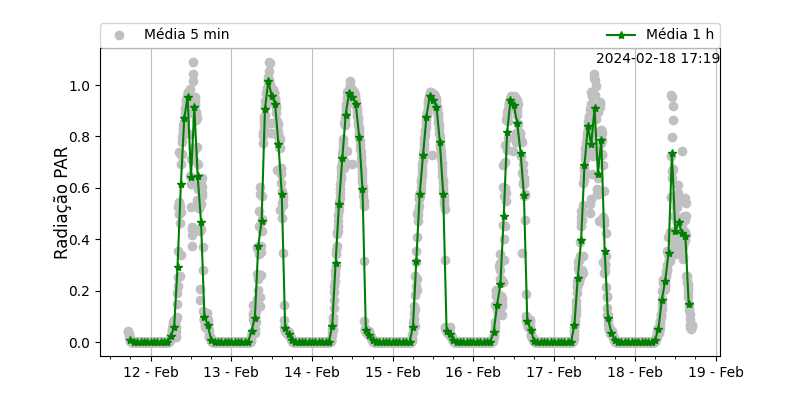 Média 5 min
Média 1 h
2024-02-18 17:19
Radiação PAR
1.0
0.8
0.6
0.4
0.2
0.0
12 - Feb
13 - Feb
14 - Feb
15 - Feb
16 - Feb
17 - Feb
18 - Feb
19 - Feb